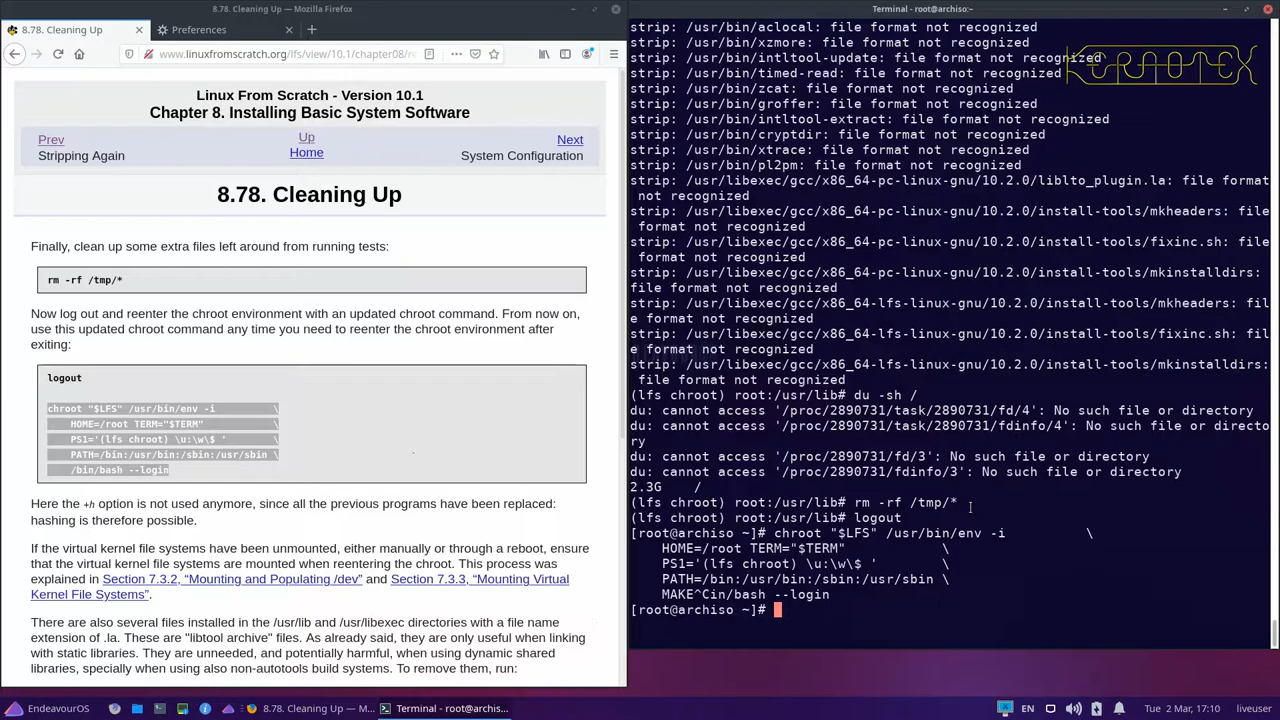 8.78. Cleaning Up — Mozilla Firefox
8.78. Cleaning Up
Preferences
www.linuxfromscratch.org/lfs/view/10.1/chapter08/re
Linux From Scratch - Version 10.1
Chapter 8. Installing Basic System Software
Prev
Up
Next
Stripping Again
Home
System Configuration
8.78. Cleaning Up
Finally, clean up some extra files left around from running tests:
rm -rf /tmp/*
Now log out and reenter the chroot environment with an updated chroot command. From now on,
use this updated chroot command any time you need to reenter the chroot environment after
exiting:
logout
chroot "$LFS" /usr/bin/env -i \
HOME=/root TERM="$TERM" \
PS1='(lfs chroot) \u:\w\$ ' \
PATH=/bin:/usr/bin:/sbin:/usr/sbin \
/bin/bash --login
Here the +h option is not used anymore, since all the previous programs have been replaced:
hashing is therefore possible.
If the virtual kernel file systems have been unmounted, either manually or through a reboot, ensure
that the virtual kernel file systems are mounted when reentering the chroot. This process was
explained in Section 7.3.2, “Mounting and Populating /dev” and Section 7.3.3, “Mounting Virtual
Kernel File Systems”.
There are also several files installed in the /usr/lib and /usr/libexec directories with a file name
extension of .la. These are "libtool archive" files. As already said, they are only useful when linking
with static libraries. They are unneeded, and potentially harmful, when using dynamic shared
libraries, specially when using also non-autotools build systems. To remove them, run:
Terminal - root@archiso:~
strip: /usr/bin/aclocal: file format not recognized
strip: /usr/bin/xzmore: file format not recognized
strip: /usr/bin/intltool-update: file format not recognized
strip: /usr/bin/timed-read: file format not recognized
strip: /usr/bin/zcat: file format not recognized
strip: /usr/bin/groffer: file format not recognized
strip: /usr/bin/intltool-extract: file format not recognized
strip: /usr/bin/cryptdir: file format not recognized
strip: /usr/bin/xtrace: file format not recognized
strip: /usr/bin/pl2pm: file format not recognized
strip: /usr/libexec/gcc/x86_64-pc-linux-gnu/10.2.0/liblto_plugin.la: file format
not recognized
strip: /usr/libexec/gcc/x86_64-pc-linux-gnu/10.2.0/install-tools/mkheaders: file
format not recognized
strip: /usr/libexec/gcc/x86_64-pc-linux-gnu/10.2.0/install-tools/fixinc.sh: file
format not recognized
strip: /usr/libexec/gcc/x86_64-pc-linux-gnu/10.2.0/install-tools/mkinstalldirs:
file format not recognized
strip: /usr/libexec/gcc/x86_64-lfs-linux-gnu/10.2.0/install-tools/mkheaders: fil
e format not recognized
strip: /usr/libexec/gcc/x86_64-lfs-linux-gnu/10.2.0/install-tools/fixinc.sh: fil
e format not recognized
strip: /usr/libexec/gcc/x86_64-lfs-linux-gnu/10.2.0/install-tools/mkinstalldirs:
file format not recognized
(lfs chroot) root:/usr/lib# du -sh /
du: cannot access '/proc/2890731/task/2890731/fd/4': No such file or directory
du: cannot access '/proc/2890731/task/2890731/fdinfo/4': No such file or directo
ry
du: cannot access '/proc/2890731/fd/3': No such file or directory
du: cannot access '/proc/2890731/fdinfo/3': No such file or directory
2.3G /
(lfs chroot) root:/usr/lib# rm -rf /tmp/*
(lfs chroot) root:/usr/lib# logout
[root@archiso ~]# chroot "$LFS" /usr/bin/env -i \
HOME=/root TERM="$TERM" \
PS1='(lfs chroot) \u:\w\$ ' \
PATH=/bin:/usr/bin:/sbin:/usr/sbin \
MAKE^Cin/bash --login
[root@archiso ~]#
KERNOTEX
EndeavourOS
8.78. Cleaning Up — M...
Terminal - root@archiso...
EN
Tue 2 Mar, 17:10
liveuser